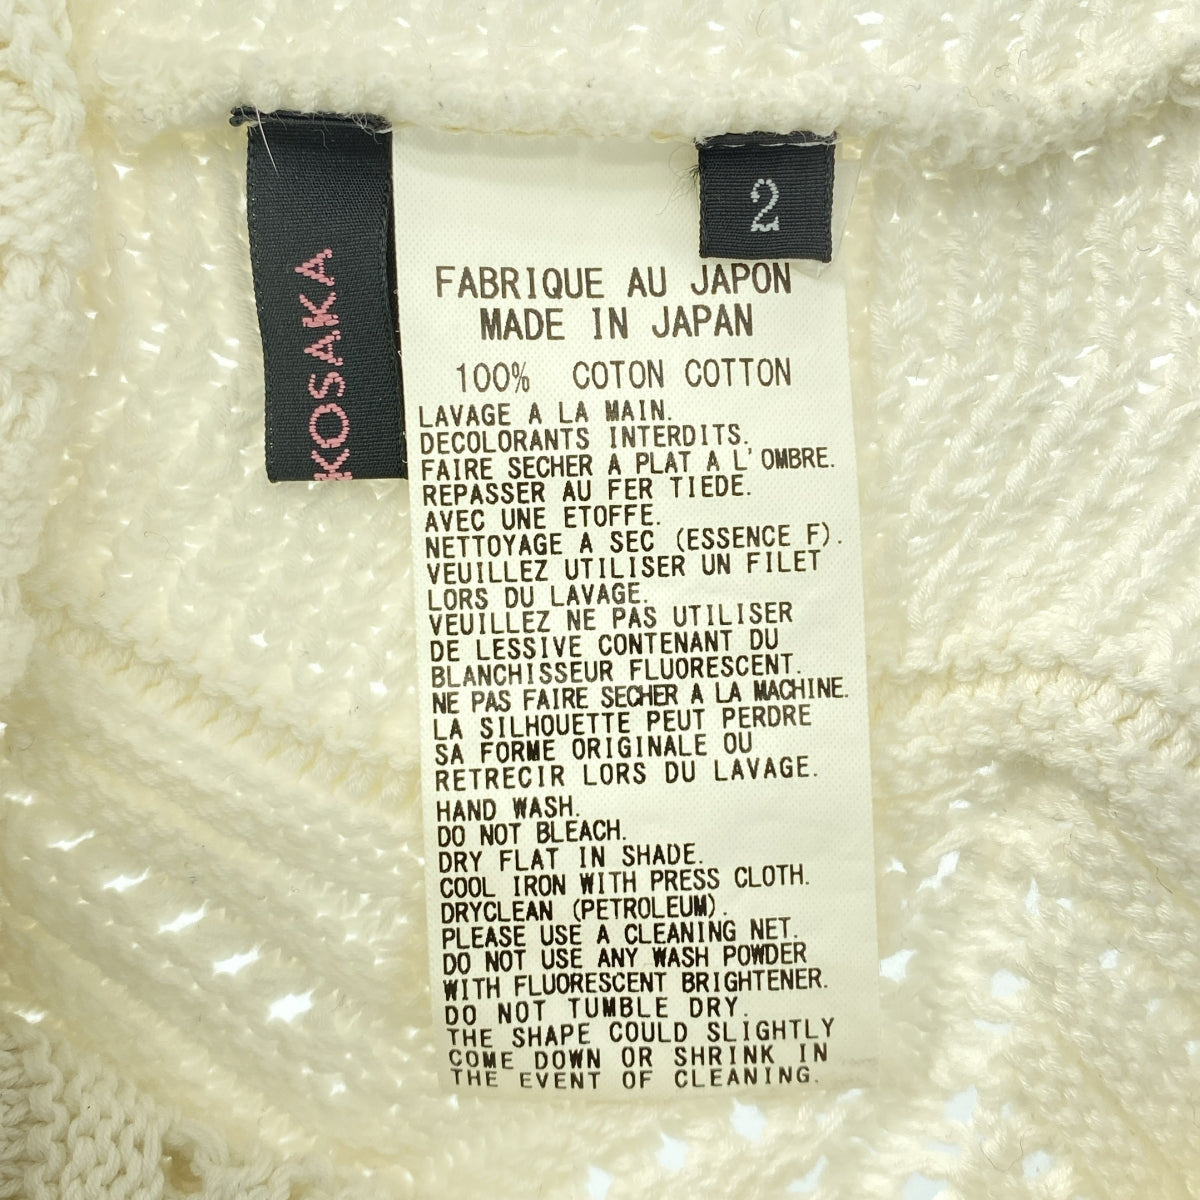 KOSAKA
2
FABRIQUE AU JAPON
MADE IN JAPAN
100% COTON COTTON
LAVAGE A LA MAIN.
DECOLORANTS INTERDITS.
FAIRE SECHER A PLAT A L'OMBRE.
REPASSER AU FER TIEDE.
AVEC UNE ETOFFE.
NETTOYAGE A SEC (ESSENCE F).
VEUILLEZ UTILISER UN FILET
LORS DU LAVAGE.
VEUILLEZ NE PAS UTILISER
DE LESSIVE CONTENANT DU
BLANCHISSEUR FLUORESCENT.
NE PAS FAIRE SECHER A LA MACHINE.
LA SILHOUETTE PEUT PERDRE
SA FORME ORIGINALE OU
RETRECIR LORS DU LAVAGE.
HAND WASH.
DO NOT BLEACH.
DRY FLAT IN SHADE.
COOL IRON WITH PRESS CLOTH.
DRYCLEAN (PETROLEUM).
PLEASE USE A CLEANING NET.
DO NOT USE ANY WASH POWDER
WITH FLUORESCENT BRIGHTENER.
DO NOT TUMBLE DRY.
THE SHAPE COULD SLIGHTLY
COME DOWN OR SHRINK IN
THE EVENT OF CLEANING.